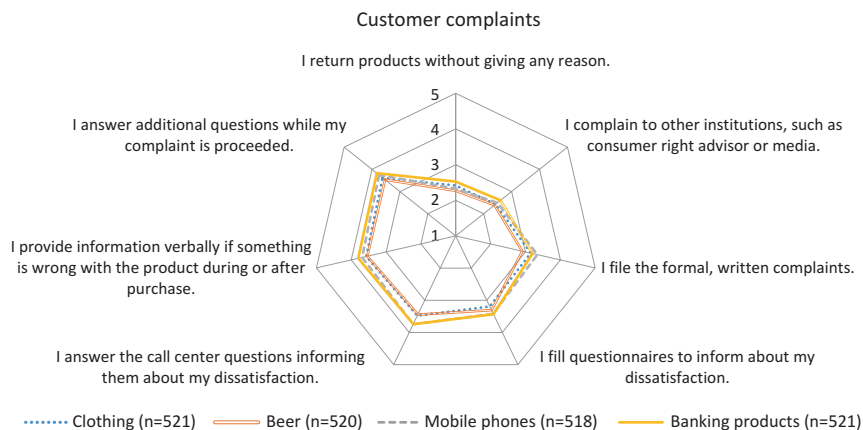 Customer complaints
I return products without giving any reason.
5
4
3
2
1
I answer additional questions while my
complaint is proceeded.
I complain to other institutions, such as
consumer right advisor or media.
I provide information verbally if something
is wrong with the product during or after
purchase.
I file the formal, written complaints.
I answer the call center questions informing
them about my dissatisfaction.
I fill questionnaires to inform about my
dissatisfaction.
Clothing (n=521) Beer (n=520) Mobile phones (n=518) Banking products (n=521)